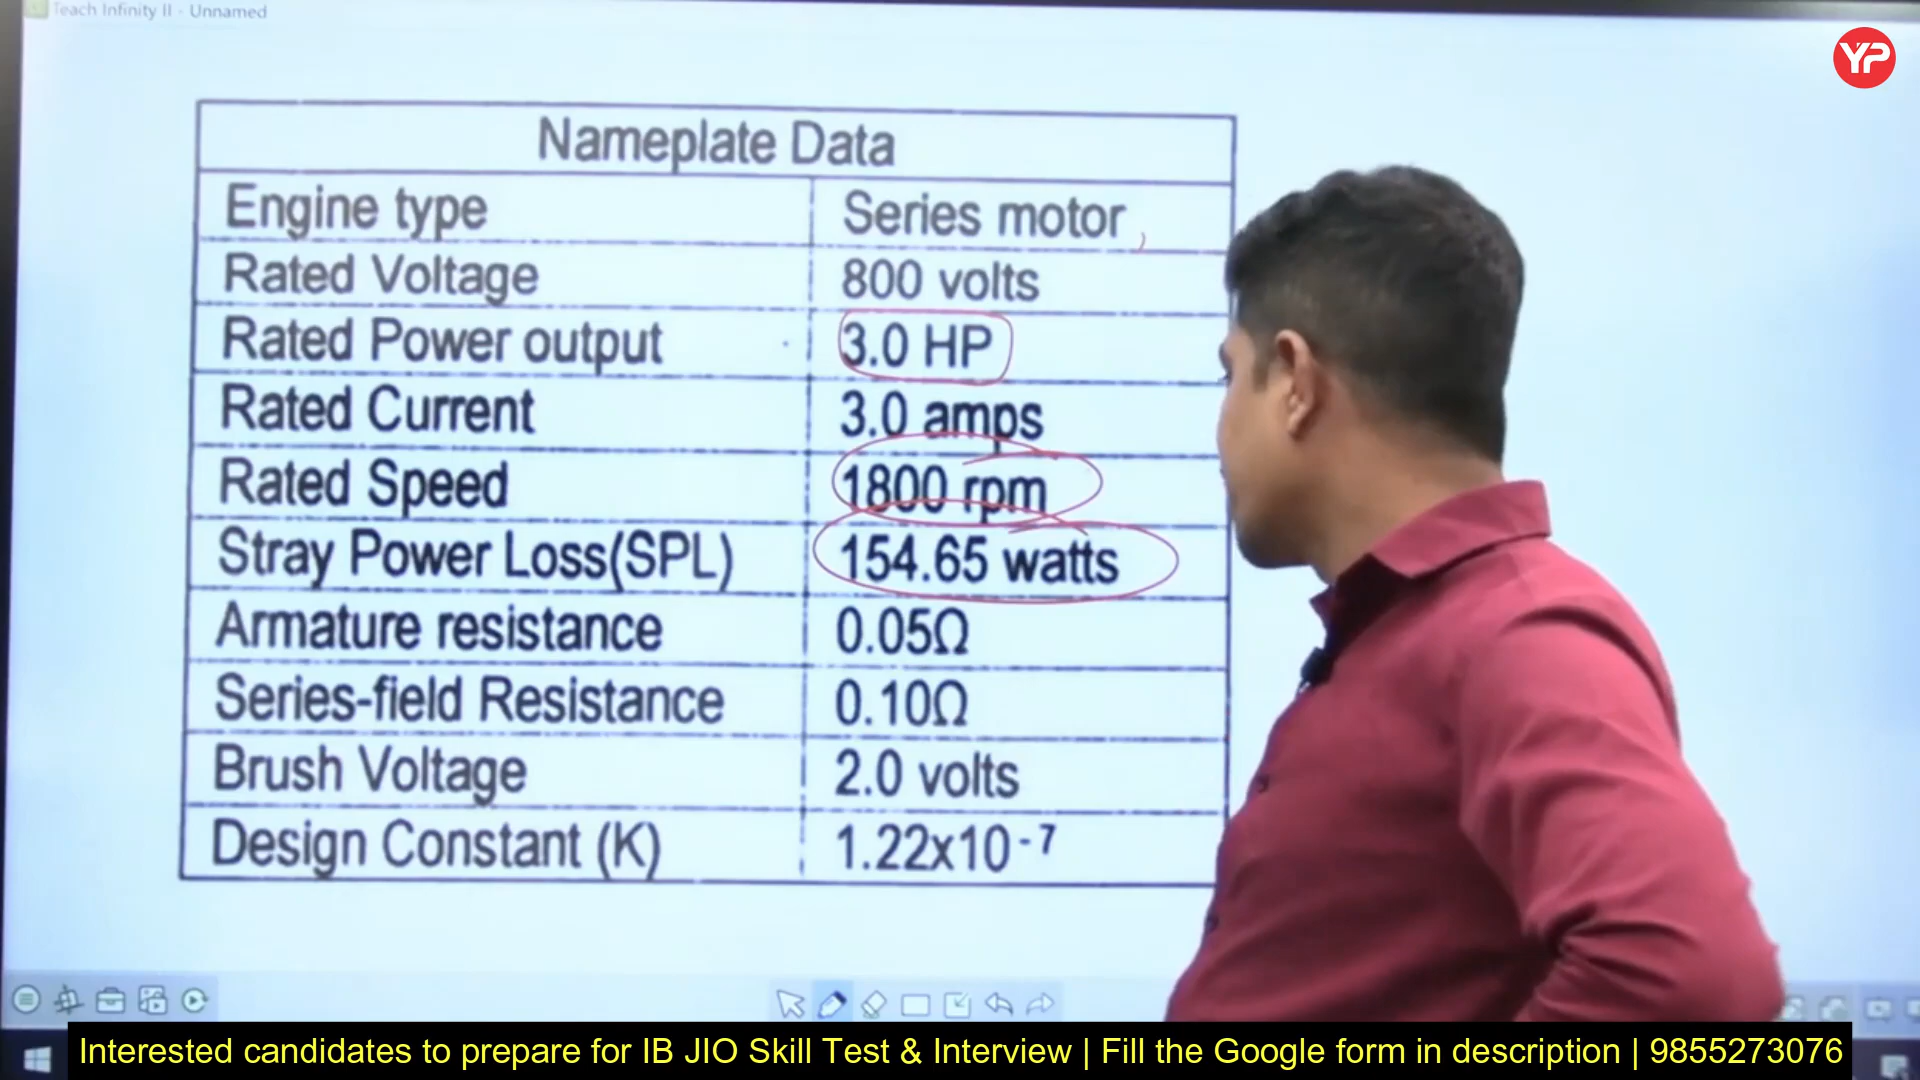 Teach Infinity II - Unnamed
YP
Nameplate Data
Engine type Series motor
Rated Voltage 800 volts
Rated Power output 3.0 HP
Rated Current 3.0 amps
Rated Speed 1800 rpm
Stray Power Loss(SPL) 154.65 watts
Armature resistance 0.05Ω
Series-field Resistance 0.10Ω
Brush Voltage 2.0 volts
Design Constant (K) 1.22x10⁻⁷
Interested candidates to prepare for IB JIO Skill Test & Interview | Fill the Google form in description | 9855273076